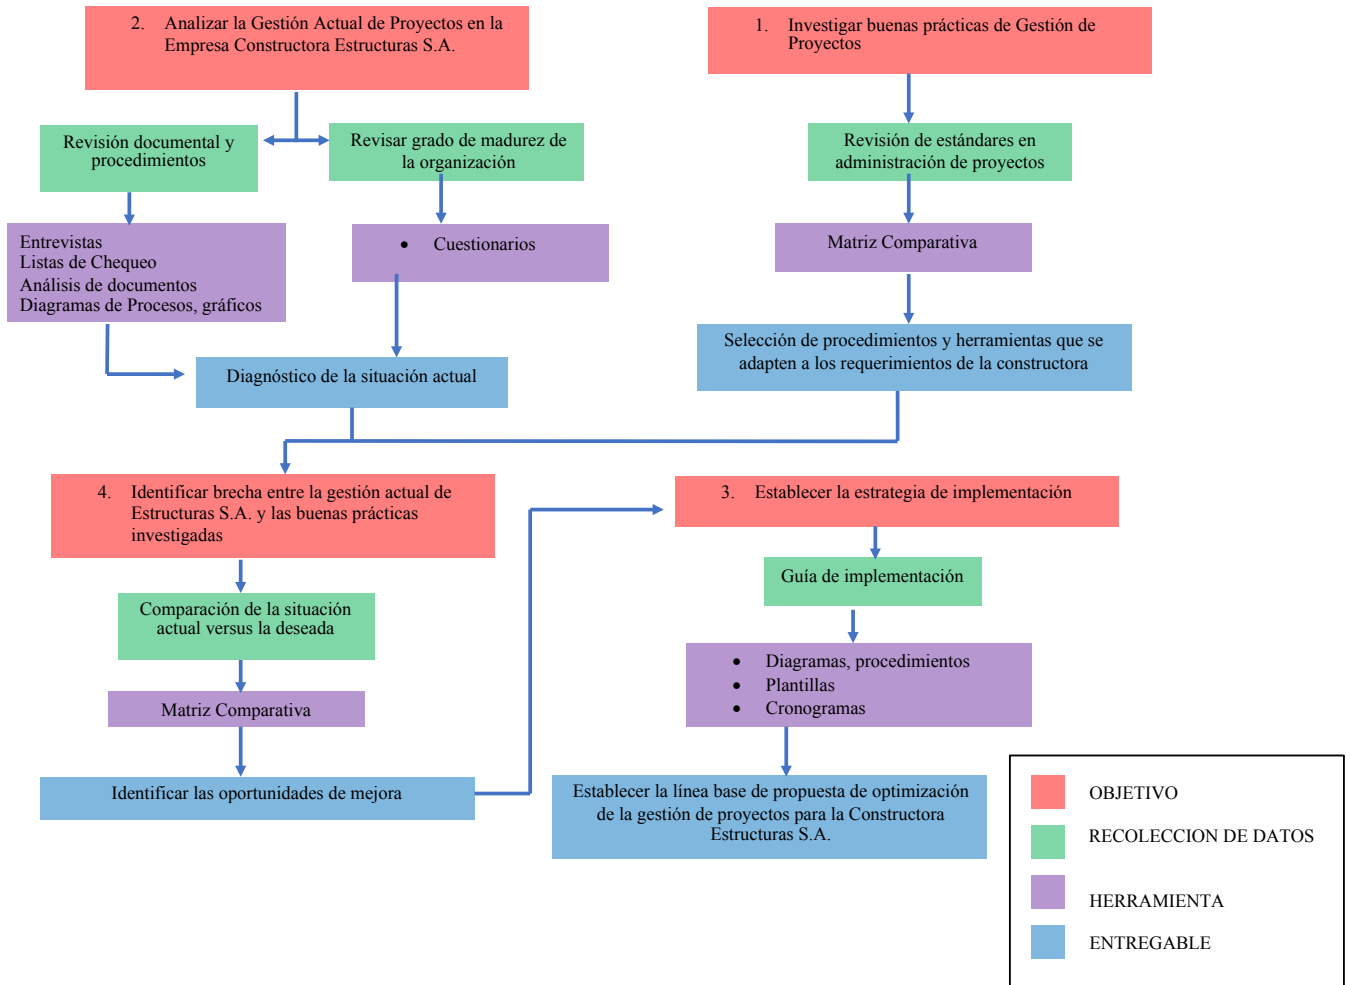 2. Analizar la Gestión Actual de Proyectos en la
Empresa Constructora Estructuras S.A.
1. Investigar buenas prácticas de Gestión de
Proyectos
Revisión documental y
procedimientos
Revisar grado de madurez de
la organización
Revisión de estándares en
administración de proyectos
Entrevistas
Listas de Chequeo
Análisis de documentos
Diagramas de Procesos, gráficos
• Cuestionarios
Matriz Comparativa
Diagnóstico de la situación actual
Selección de procedimientos y herramientas que se
adapten a los requerimientos de la constructora
4. Identificar brecha entre la gestión actual de
Estructuras S.A. y las buenas prácticas
investigadas
3. Establecer la estrategia de implementación
Comparación de la situación
actual versus la deseada
Guía de implementación
Matriz Comparativa
• Diagramas, procedimientos
• Plantillas
• Cronogramas
Identificar las oportunidades de mejora
Establecer la línea base de propuesta de optimización
de la gestión de proyectos para la Constructora
Estructuras S.A.
OBJETIVO
RECOLECCION DE DATOS
HERRAMIENTA
ENTREGABLE